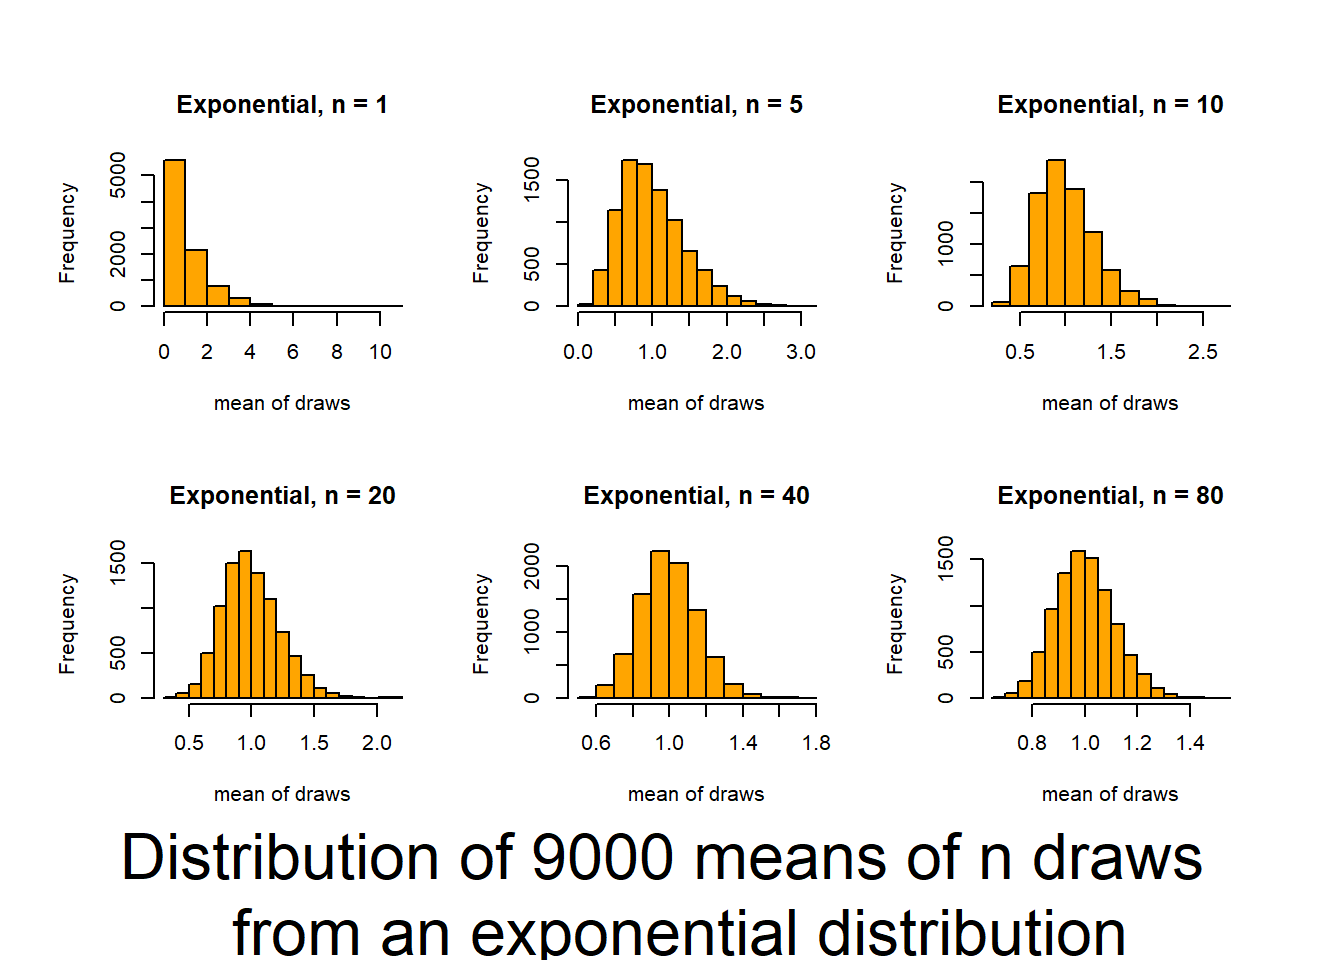 Exponential, n = 1
Frequency
0 2000 5000
0 2 4 6 8 10
mean of draws
Exponential, n = 5
Frequency
0 500 1500
0.0 1.0 2.0 3.0
mean of draws
Exponential, n = 10
Frequency
0 1000
0.5 1.5 2.5
mean of draws
Exponential, n = 20
Frequency
0 500 1500
0.5 1.0 1.5 2.0
mean of draws
Exponential, n = 40
Frequency
0 1000 2000
0.6 1.0 1.4 1.8
mean of draws
Exponential, n = 80
Frequency
0 500 1500
0.8 1.0 1.2 1.4
mean of draws
Distribution of 9000 means of n draws
from an exponential distribution